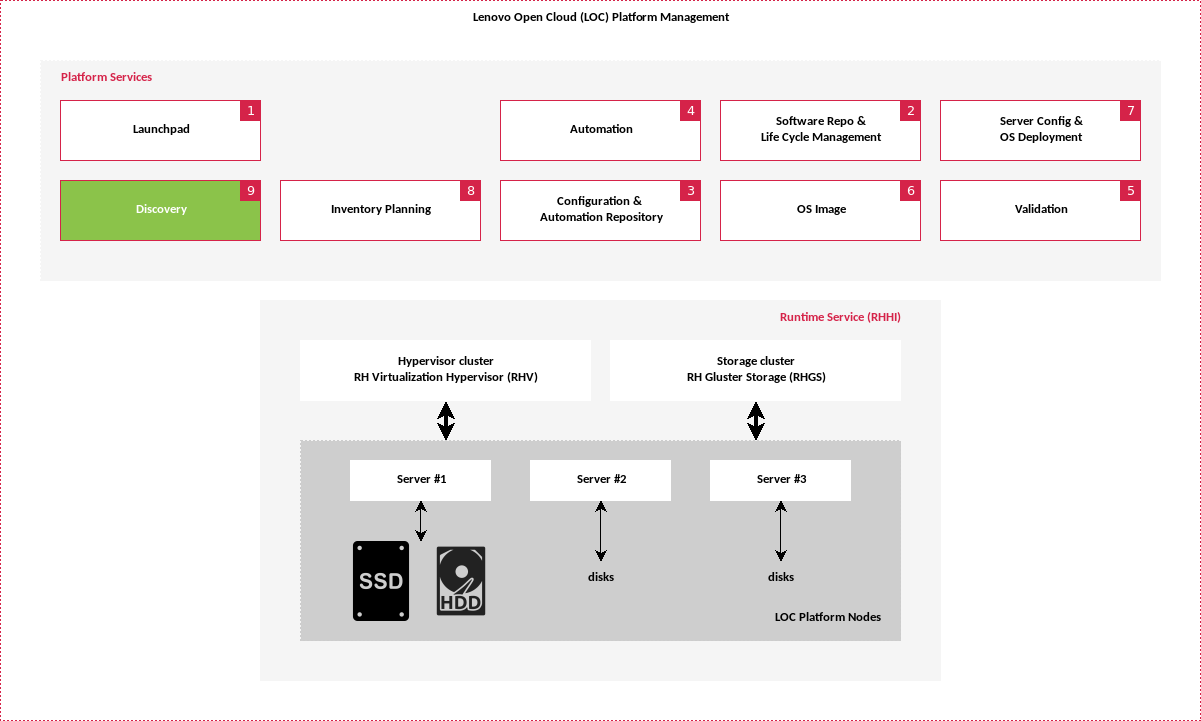 Lenovo Open Cloud (LOC) Platform Management
Platform Services
1
Launchpad
4
Automation
2
Software Repo &
Life Cycle Management
7
Server Config &
OS Deployment
9
Discovery
8
Inventory Planning
3
Configuration &
Automation Repository
6
OS Image
5
Validation
Runtime Service (RHHI)
Hypervisor cluster
RH Virtualization Hypervisor (RHV)
Storage cluster
RH Gluster Storage (RHGS)
Server #1
Server #2
Server #3
SSD
HDD
disks
disks
LOC Platform Nodes